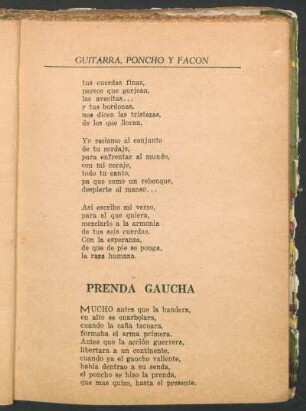 GUITARRA, PONCHO Y FACON
tus cuerdas finas,
parece que gorjean,
las avecitas...
y tus bordonas,
nos dicen las tristezas,
de los que lloran.
Yo racismo al conjunto
de tu cordaje,
para enfrentar al mundo,
con mi coraje,
todo tu canto,
pa que como un rebenque,
despierte al manso...
Así escribo mi verso,
para el que quiera,
mezclarlo a la armonía
de tus seis cuerdas.
Con la esperanza,
de que de pie se ponga,
la raza humana.
PRENDA GAUCHA
MUCHO antes que la bandera,
en alto se enarbolara,
cuando la caña tacuara,
formaba el arma primera.
Antes que la acción guerrera,
libertara a un continente,
cuando ya el gaucho valiente,
había dentrao a su senda,
el poncho se hizo la prenda,
que mas quiso, hasta el presente.